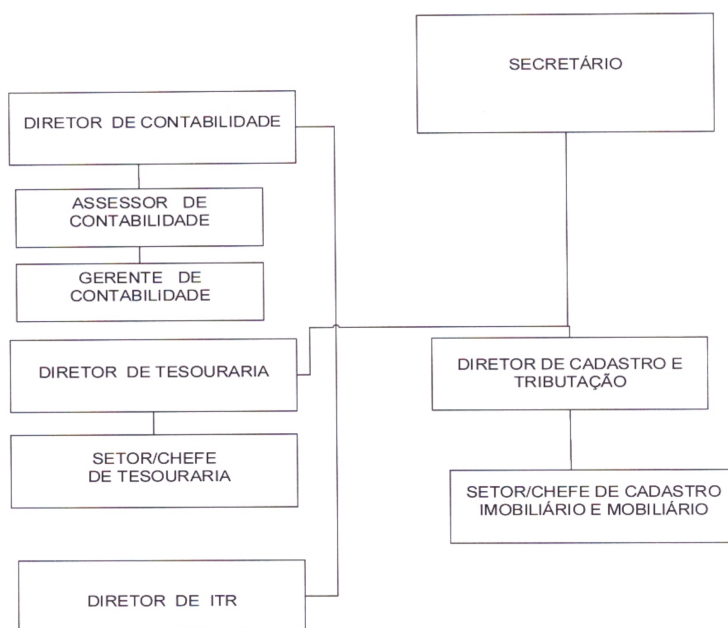 SECRETÁRIO
DIRETOR DE CONTABILIDADE
ASSESSOR DE
CONTABILIDADE
GERENTE DE
CONTABILIDADE
DIRETOR DE TESOURARIA
SETOR/CHEFE
DE TESOURARIA
DIRETOR DE ITR
DIRETOR DE CADASTRO E
TRIBUTAÇÃO
SETOR/CHEFE DE CADASTRO
IMOBILIÁRIO E MOBILIÁRIO